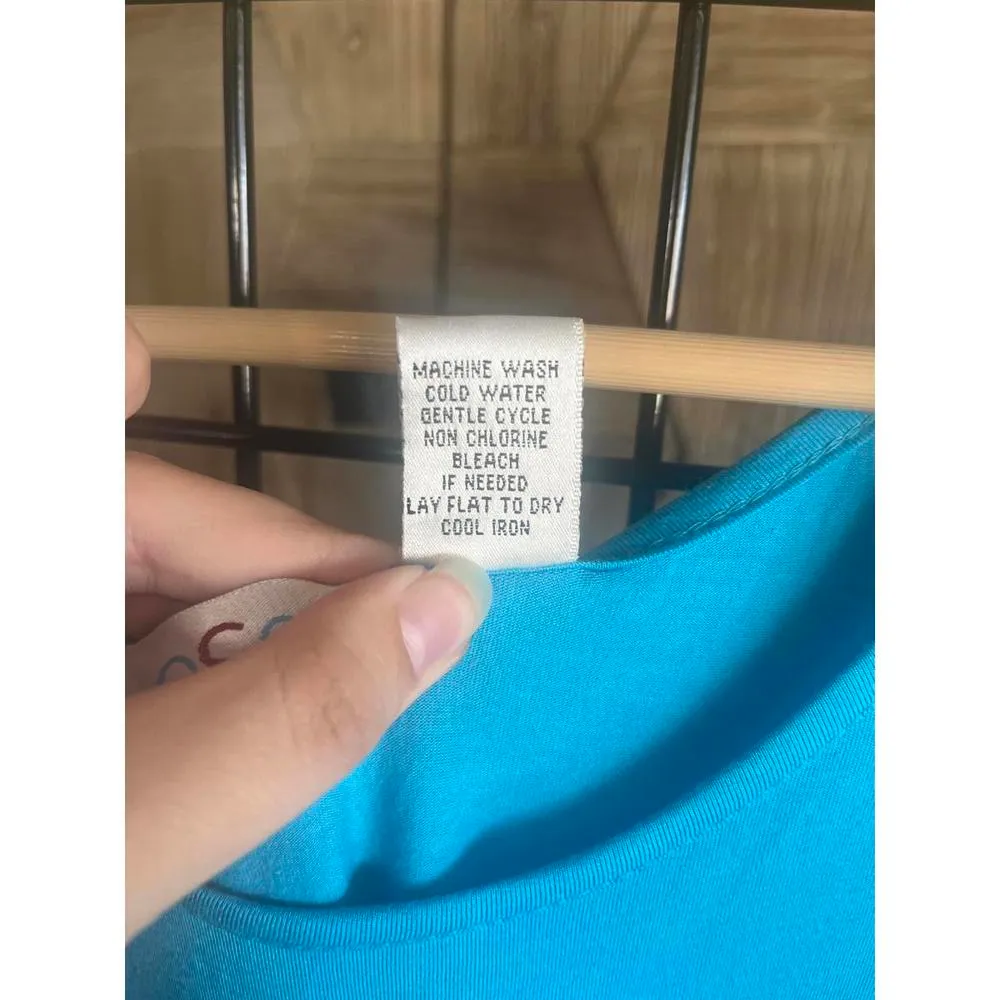 MACHINE WASH
COLD WATER
GENTLE CYCLE
NON CHLORINE
BLEACH
IF NEEDED
LAY FLAT TO DRY
COOL IRON